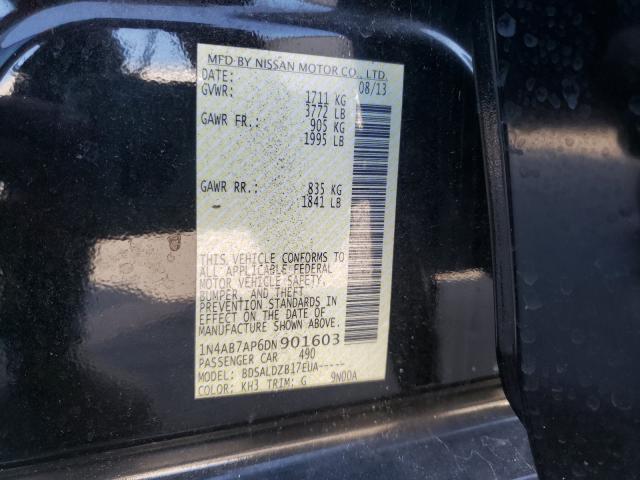 MFD BY NISSAN MOTOR CO., LTD.
DATE: 08/13
GVWR: 1711 KG
3772 LB
GAWR FR.: 905 KG
1995 LB
GAWR RR.: 835 KG
1841 LB
THIS VEHICLE CONFORMS TO
ALL APPLICABLE FEDERAL
MOTOR VEHICLE SAFETY,
BUMPER, AND THEFT
PREVENTION STANDARDS IN
EFFECT ON THE DATE OF
MANUFACTURE SHOWN ABOVE.
1N4AB7AP6DN901603
PASSENGER CAR 490
MODEL: BDSALDZB17EUA-----
COLOR: KH3 TRIM: G 9N00A